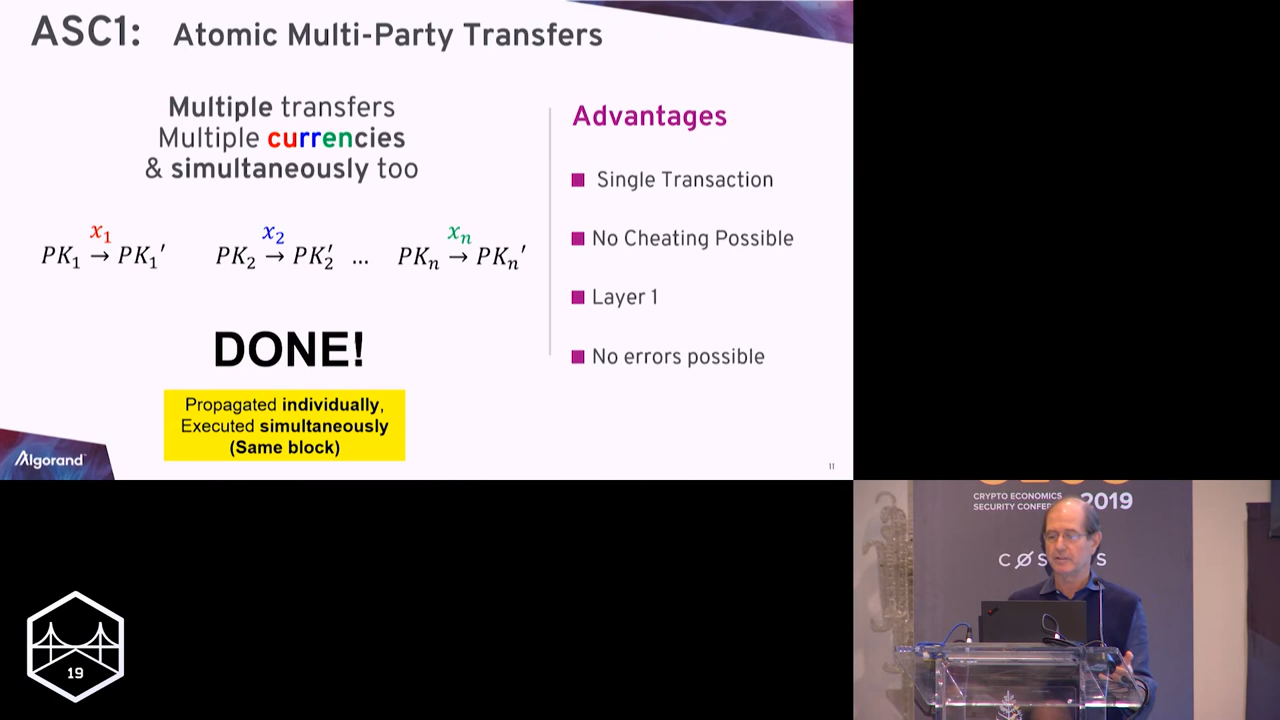 ASC1: Atomic Multi-Party Transfers
Multiple transfers
Multiple currencies
& simultaneously too
x₁ x₂ xₙ
PK₁ → PK₁′ PK₂ → PK₂′ ... PKₙ → PKₙ′
DONE!
Propagated individually,
Executed simultaneously
(Same block)
Advantages
■ Single Transaction
■ No Cheating Possible
■ Layer 1
■ No errors possible
Algorand
11
CRYPTO ECONOMICS
SECURITY 2019
19